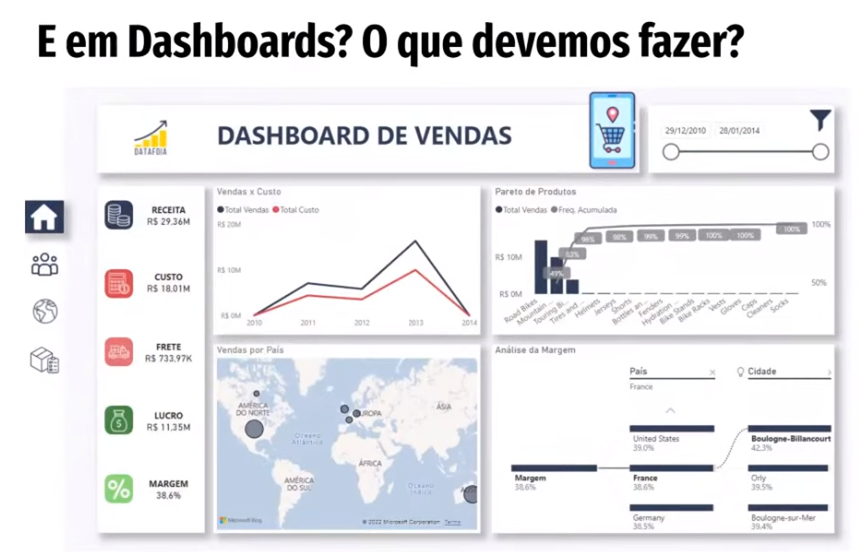 E em Dashboards? O que devemos fazer?
DATAFOIA
DASHBOARD DE VENDAS
29/12/2010 28/01/2014
RECEITA
R$ 29,36M
CUSTO
R$ 18,01M
FRETE
R$ 733,97K
LUCRO
R$ 11,35M
MARGEM
38,6%
Vendas x Custo
Total Vendas Total Custo
R$ 20M
R$ 10M
R$ 0M
2010 2011 2012 2013 2014
Pareto de Produtos
Total Vendas Freq. Acumulada
R$ 10M
R$ 0M
100%
50%
49% 96% 98% 99% 99% 100% 100% 100%
Road Bikes
Mountain ...
Touring Bi...
Tires and ...
Helmets
Jerseys
Shorts
Bottles an...
Fenders
Hydration ...
Bike Stands
Bike Racks
Vests
Gloves
Caps
Cleaners
Socks
Vendas por País
AMÉRICA
DO NORTE
EUROPA
ÁSIA
Oceano
Atlântico
ÁFRICA
AMÉRICA
DO SUL
Oceano
Índico
Microsoft Bing
© 2022 Microsoft Corporation Terms
Análise da Margem
País
France
Cidade
United States
39.0%
Boulogne-Billancourt
42,3%
Margem
38,6%
France
38,6%
Orly
39.5%
Germany
38.5%
Boulogne-sur-Mer
39,4%